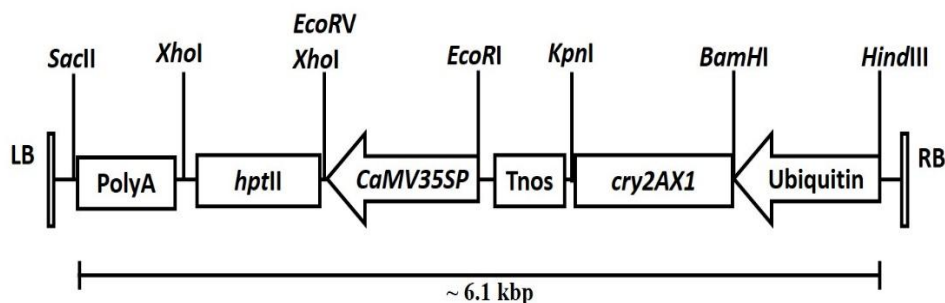 EcoRV
SacII XhoI XhoI EcoRI KpnI BamHI HindIII
LB RB
PolyA hptII CaMV35SP Tnos cry2AX1 Ubiquitin
~ 6.1 kbp